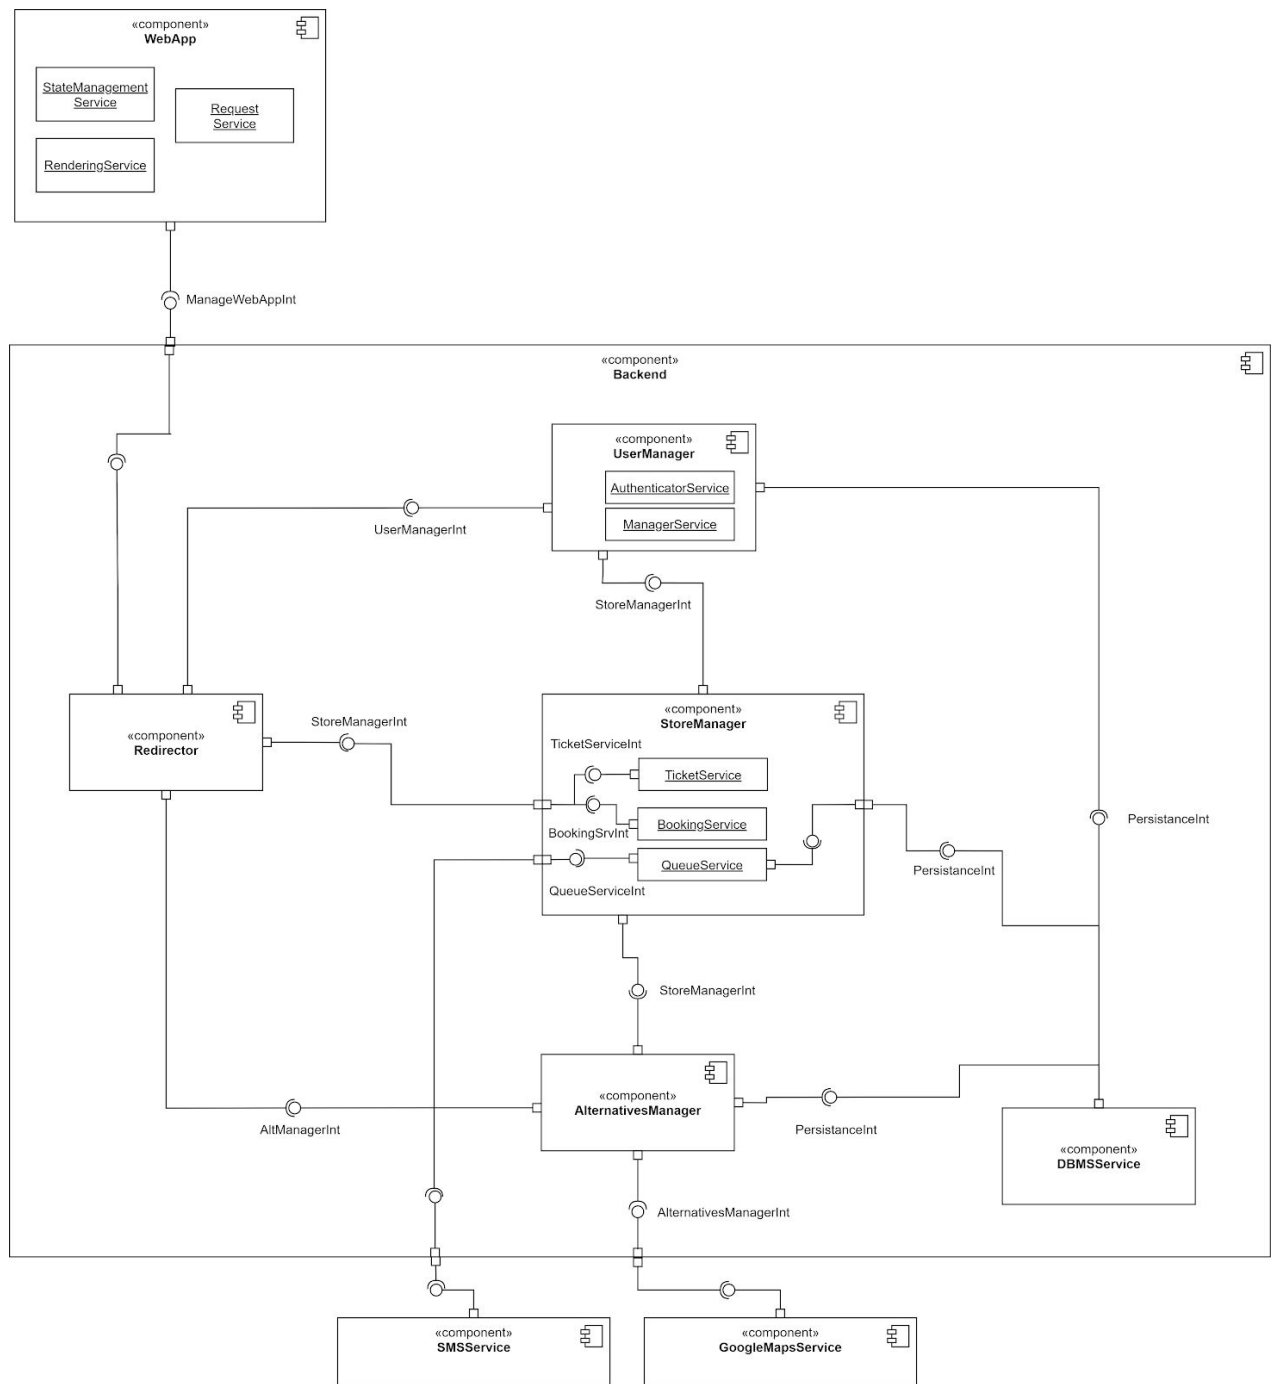 «component»
WebApp
StateManagement
Service
Request
Service
RenderingService
ManageWebAppInt
«component»
Backend
«component»
UserManager
AuthenticatorService
ManagerService
UserManagerInt
StoreManagerInt
«component»
Redirector
StoreManagerInt
«component»
StoreManager
TicketServiceInt
TicketService
BookingSrvInt
BookingService
QueueService
QueueServiceInt
PersistanceInt
PersistanceInt
StoreManagerInt
«component»
AlternativesManager
AltManagerInt
PersistanceInt
«component»
DBMSService
AlternativesManagerInt
«component»
SMSService
«component»
GoogleMapsService